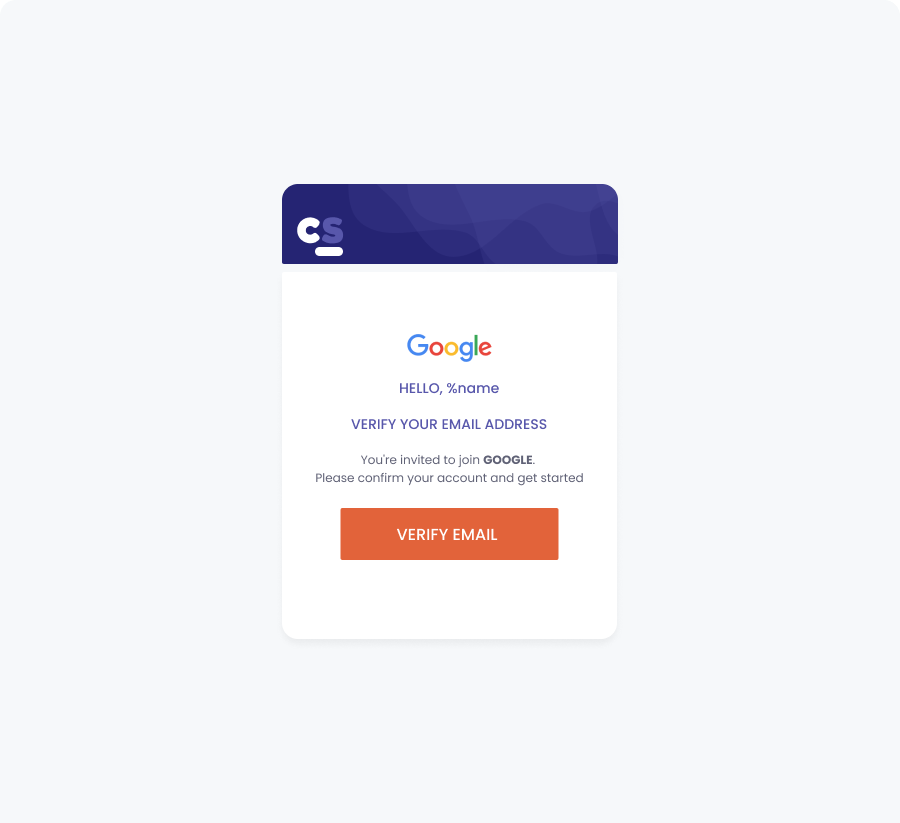 cs
Google
HELLO, %name
VERIFY YOUR EMAIL ADDRESS
You're invited to join GOOGLE.
Please confirm your account and get started
VERIFY EMAIL